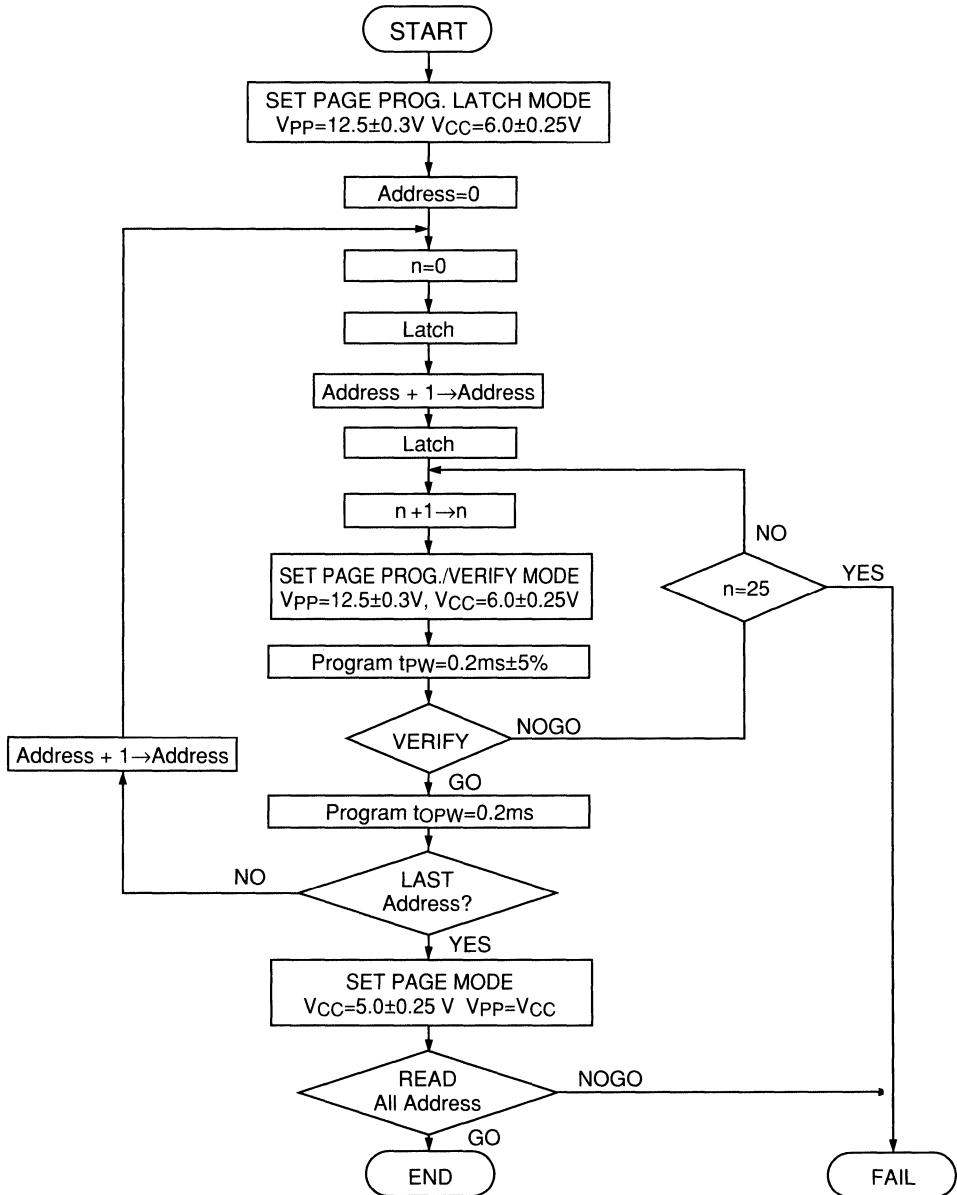 START
SET PAGE PROG. LATCH MODE
VPP=12.5±0.3V VCC=6.0±0.25V
Address=0
n=0
Latch
Address + 1→Address
Latch
n +1→n
NO
SET PAGE PROG./VERIFY MODE
VPP=12.5±0.3V, VCC=6.0±0.25V
n=25
YES
Program tPW=0.2ms±5%
VERIFY
NOGO
Address + 1→Address
GO
Program tOPW=0.2ms
NO
LAST
Address?
YES
SET PAGE MODE
VCC=5.0±0.25 V VPP=VCC
READ
All Address
NOGO
GO
END
FAIL